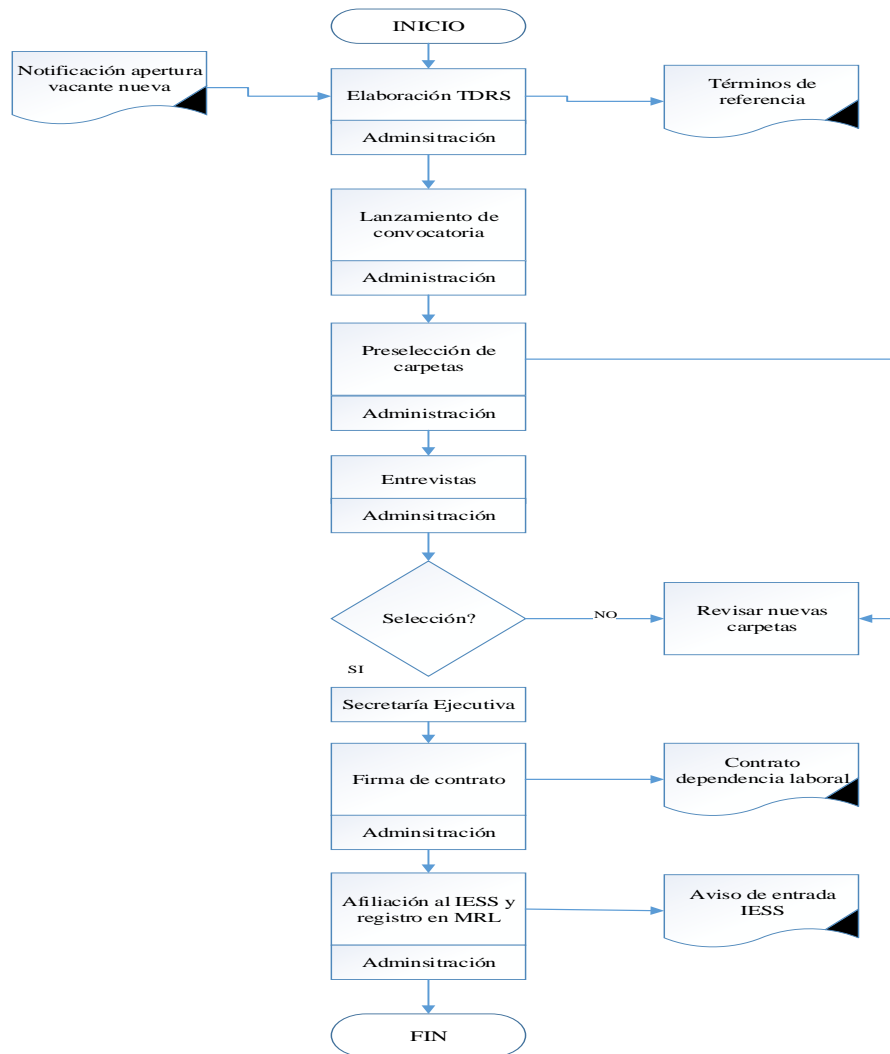 INICIO
Notificación apertura
vacante nueva
Elaboración TDRS
Adminsitración
Términos de
referencia
Lanzamiento de
convocatoria
Administración
Preselección de
carpetas
Administración
Entrevistas
Adminsitración
Selección?
NO
Revisar nuevas
carpetas
SI
Secretaría Ejecutiva
Firma de contrato
Adminsitración
Contrato
dependencia laboral
Afiliación al IESS y
registro en MRL
Adminsitración
Aviso de entrada
IESS
FIN